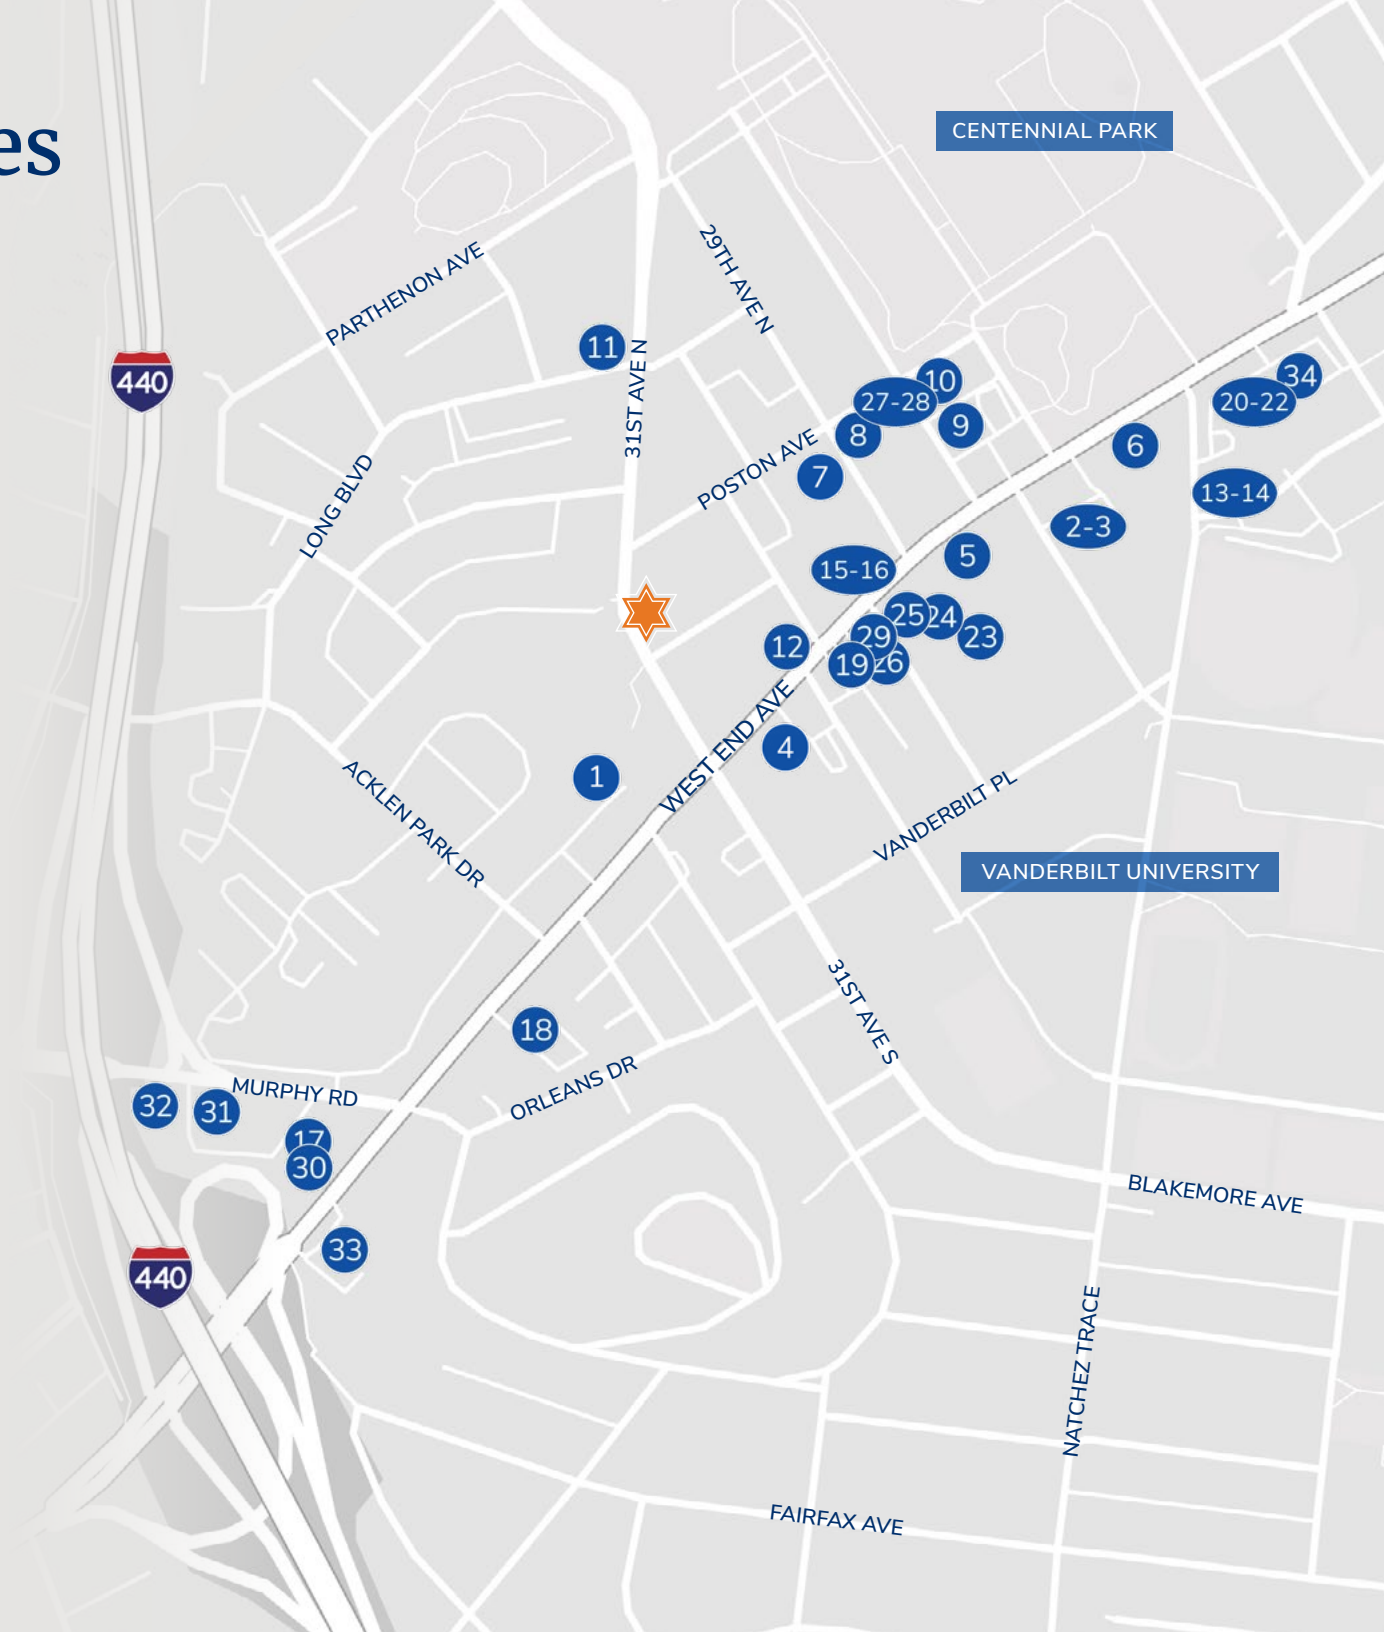 es
CENTENNIAL PARK
29TH AVE N
PARTHENON AVE
11
31ST AVE N
440
10
27-28
34
20-22
9
8
6
POSTON AVE
7
LONG BLVD
13-14
2-3
5
15-16
25
24
29
23
12
19
26
WEST END AVE
4
1
ACKLEN PARK DR
VANDERBILT PL
VANDERBILT UNIVERSITY
31ST AVE S
18
ORLEANS DR
MURPHY RD
32
31
17
30
BLAKEMORE AVE
33
440
NATCHEZ TRACE
FAIRFAX AVE